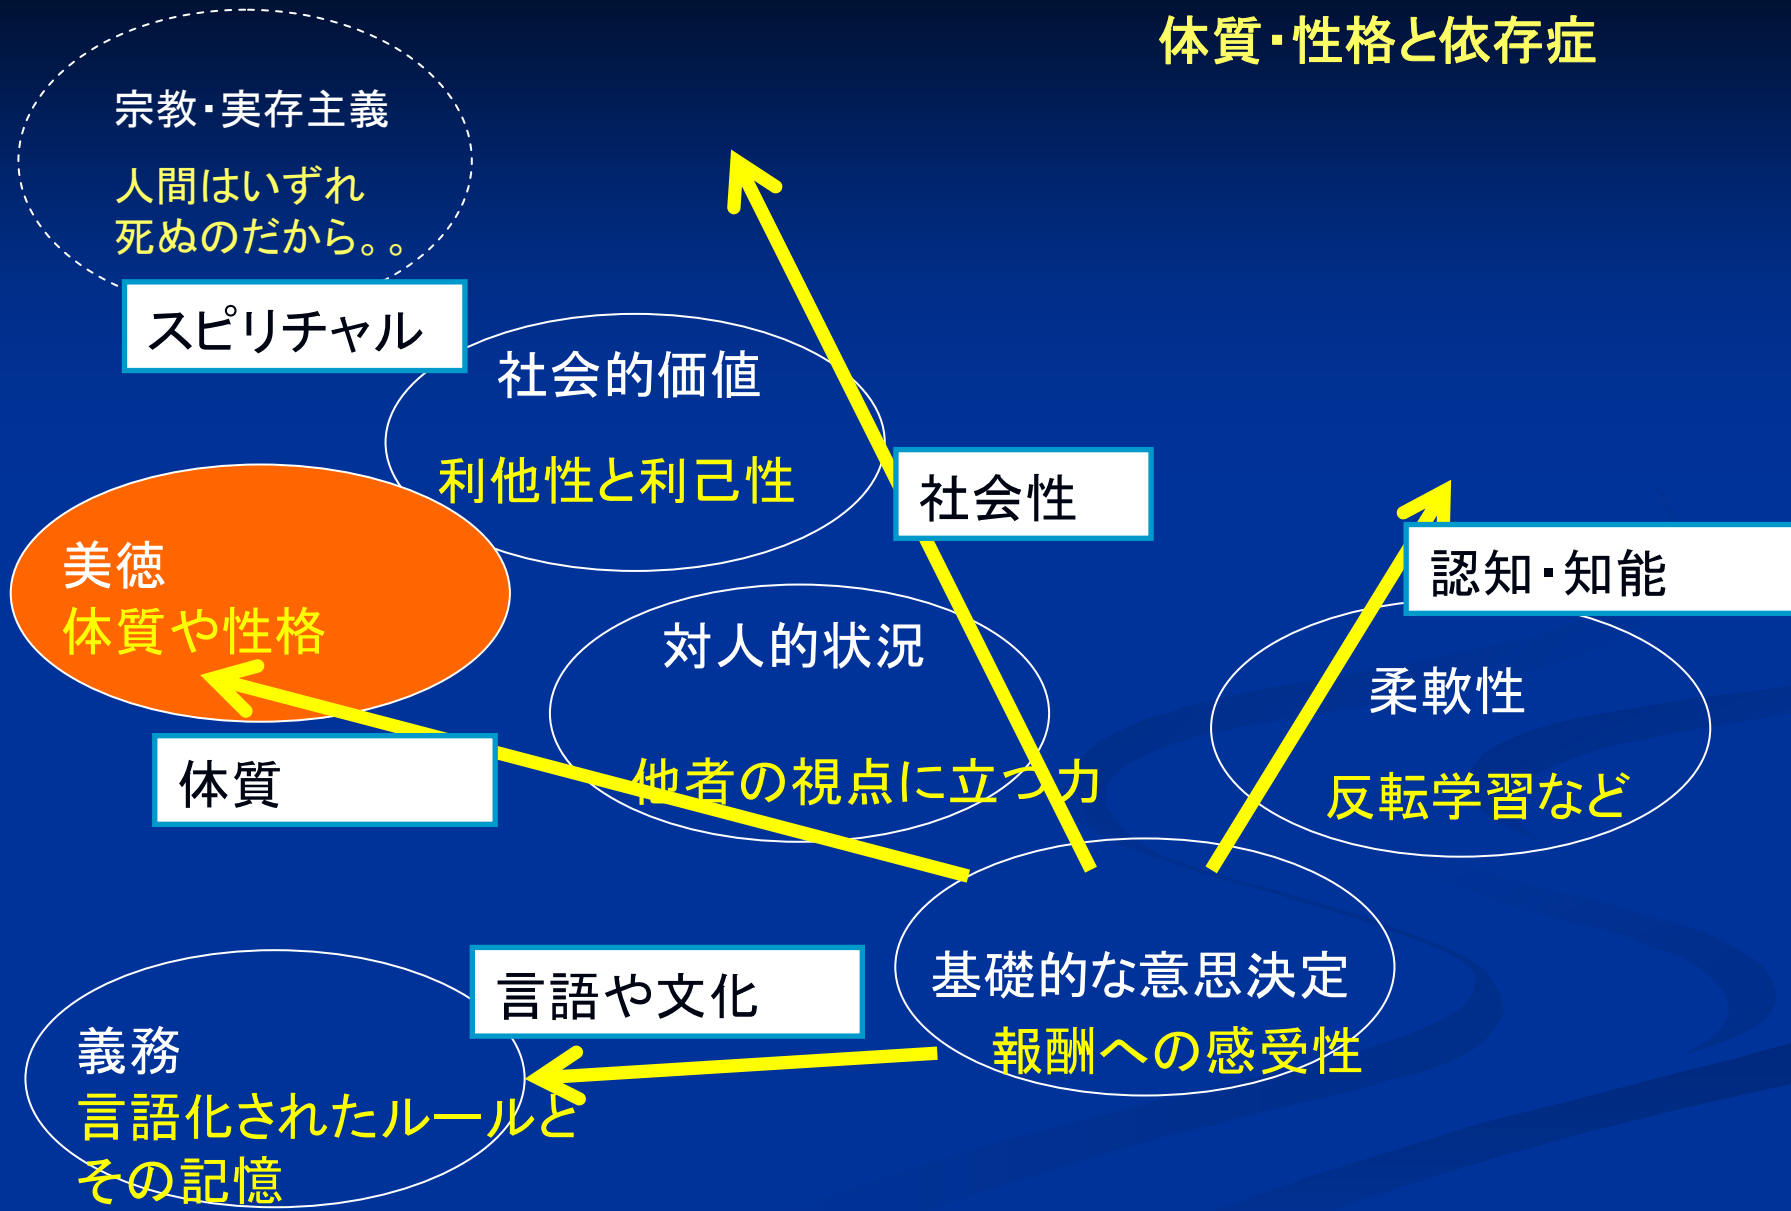 体質・性格と依存症
宗教・実存主義
人間はいずれ
死ぬのだから。。
スピリチャル
社会的価値
利他性と利己性
社会性
認知・知能
美徳
体質や性格
対人的状況
他者の視点に立つ力
柔軟性
反転学習など
体質
基礎的な意思決定
報酬への感受性
言語や文化
義務
言語化されたルールと
その記憶